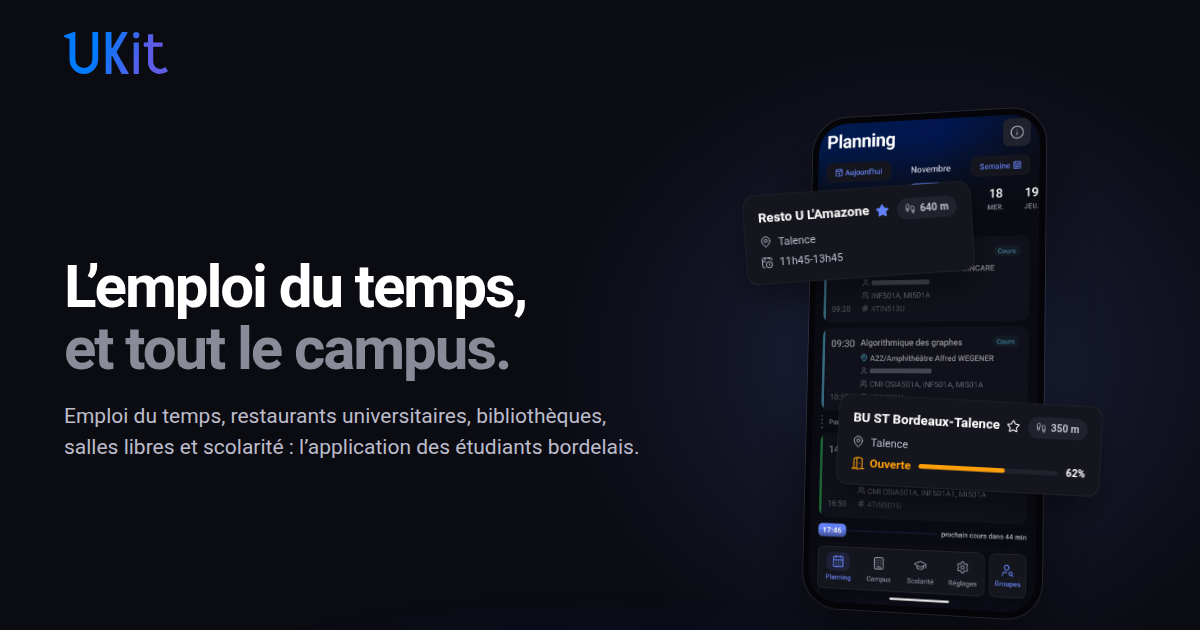 UKit
L’emploi du temps,
et tout le campus.
Emploi du temps, restaurants universitaires, bibliothèques,
salles libres et scolarité : l’application des étudiants bordelais.
Planning
Aujourd'hui
Novembre
Semaine
18
MER.
19
JEU.
Resto U L'Amazone
640 m
Talence
11h45-13h45
Cours
INF501A, MI501A
09:20
4TIN513U
09:30
Algorithmique des graphes
Cours
A22/Amphithéâtre Alfred WEGENER
CMI OSIA501A, INF501A, MI501A
BU ST Bordeaux-Talence
350 m
Talence
Ouverte
62%
CMI OSIA501A, INF501A1, MI501A
16:50
4TIN501U
17:46
prochain cours dans 44 min
Planning
Campus
Scolarité
Réglages
Groupes